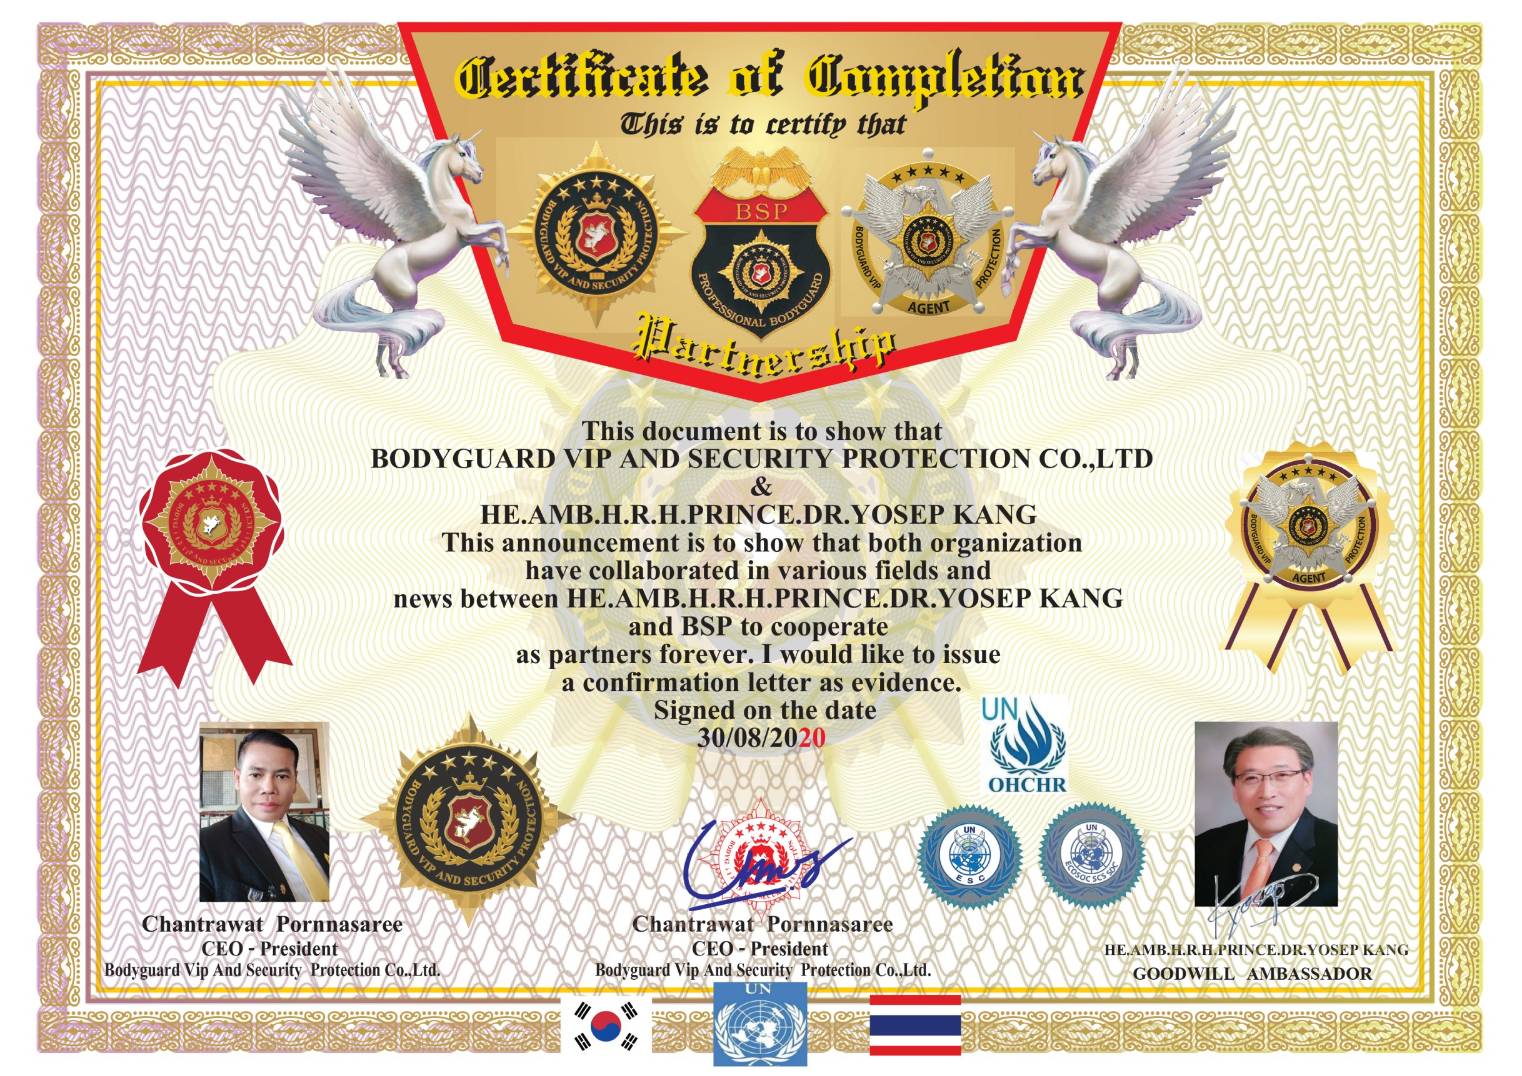 Certificate of Completion
This is to certify that
BODYGUARD VIP AND SECURITY PROTECTION
BSP
PROFESSIONAL BODYGUARD
BODYGUARD VIP
PROTECTION
AGENT
Partnership
This document is to show that
BODYGUARD VIP AND SECURITY PROTECTION CO.,LTD
&
HE.AMB.H.R.H.PRINCE.DR.YOSEP KANG
This announcement is to show that both organization
have collaborated in various fields and
news between HE.AMB.H.R.H.PRINCE.DR.YOSEP KANG
and BSP to cooperate
as partners forever. I would like to issue
a confirmation letter as evidence.
Signed on the date
30/08/2020
BODYGUARD VIP
PROTECTION
AGENT
UN
OHCHR
BODYGUARD VIP AND SECURITY PROTECTION
UN
ESC
UN
ECOSOC SCS SDC
Chantrawat Pornnasaree
CEO - President
Bodyguard Vip And Security Protection Co.,Ltd.
Chantrawat Pornnasaree
CEO - President
Bodyguard Vip And Security Protection Co.,Ltd.
HE.AMB.H.R.H.PRINCE.DR.YOSEP KANG
GOODWILL AMBASSADOR
UN